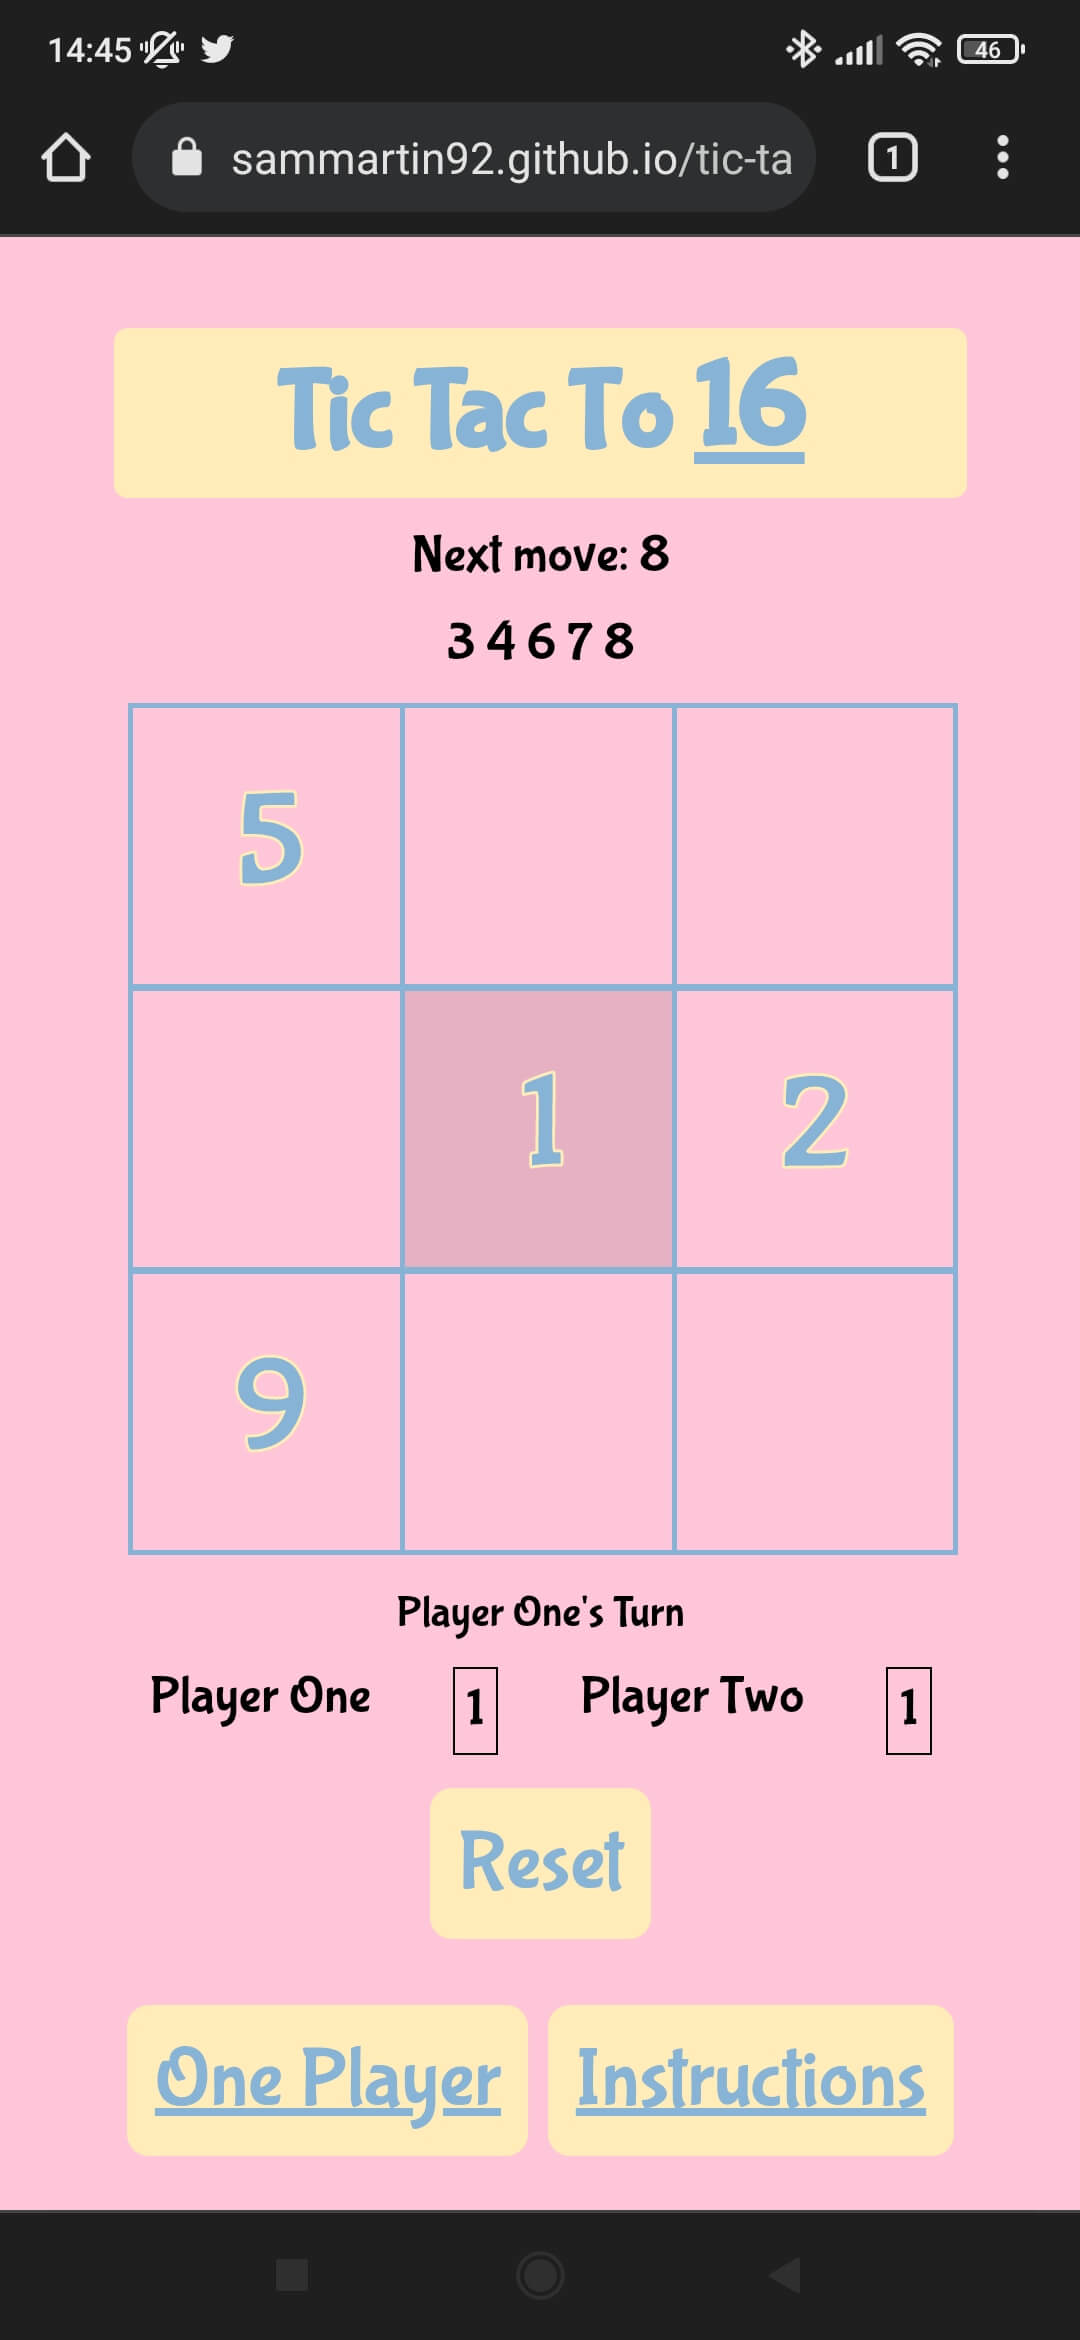 14:45 46
sammartin92.github.io/tic-ta 1
Tic Tac To 16
Next move: 8
3 4 6 7 8
5
1 2
9
Player One's Turn
Player One 1 Player Two 1
Reset
One Player Instructions